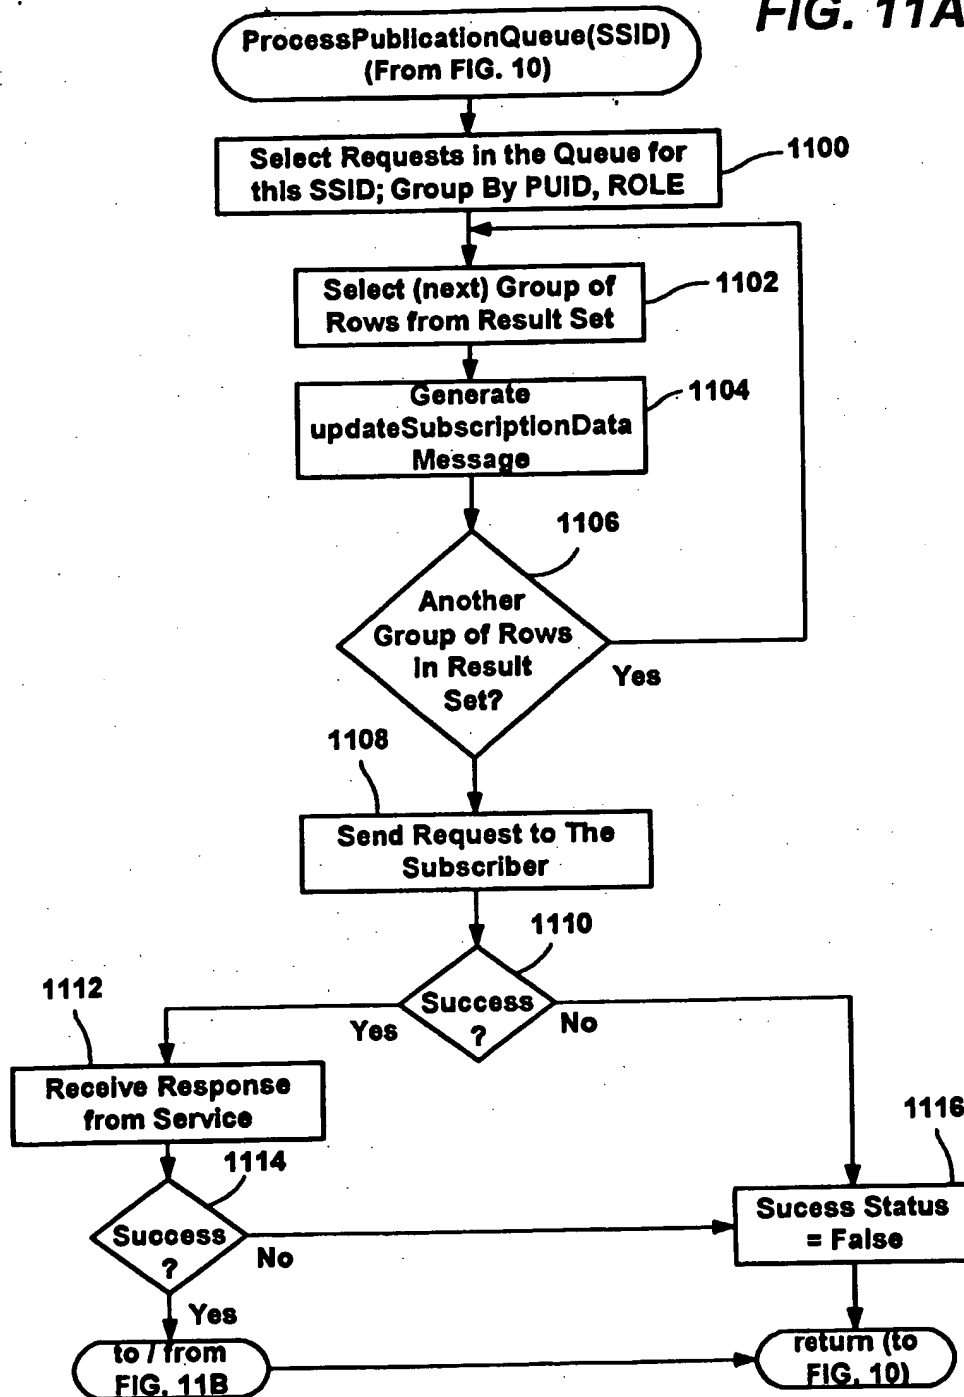 FIG. 11A
ProcessPublicationQueue(SSID)
(From FIG. 10)
Select Requests in the Queue for
this SSID; Group By PUID, ROLE
1100
Select (next) Group of
Rows from Result Set
1102
Generate
updateSubscriptionData
Message
1104
1106
Another
Group of Rows
in Result
Set?
Yes
1108
Send Request to The
Subscriber
1110
Success
?
Yes
No
1112
Receive Response
from Service
1114
Success
?
No
Yes
1116
Sucess Status
= False
to / from
FIG. 11B
return (to
FIG. 10)